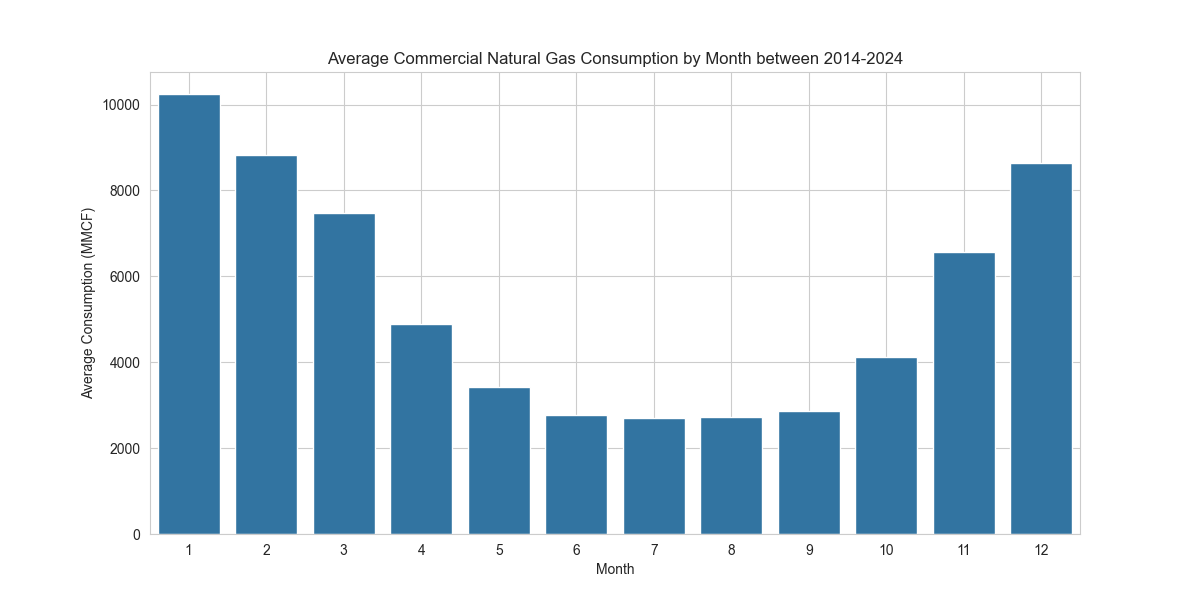 Average Commercial Natural Gas Consumption by Month between 2014-2024
Average Consumption (MMCF)
10000
8000
6000
4000
2000
0
1 2 3 4 5 6 7 8 9 10 11 12
Month